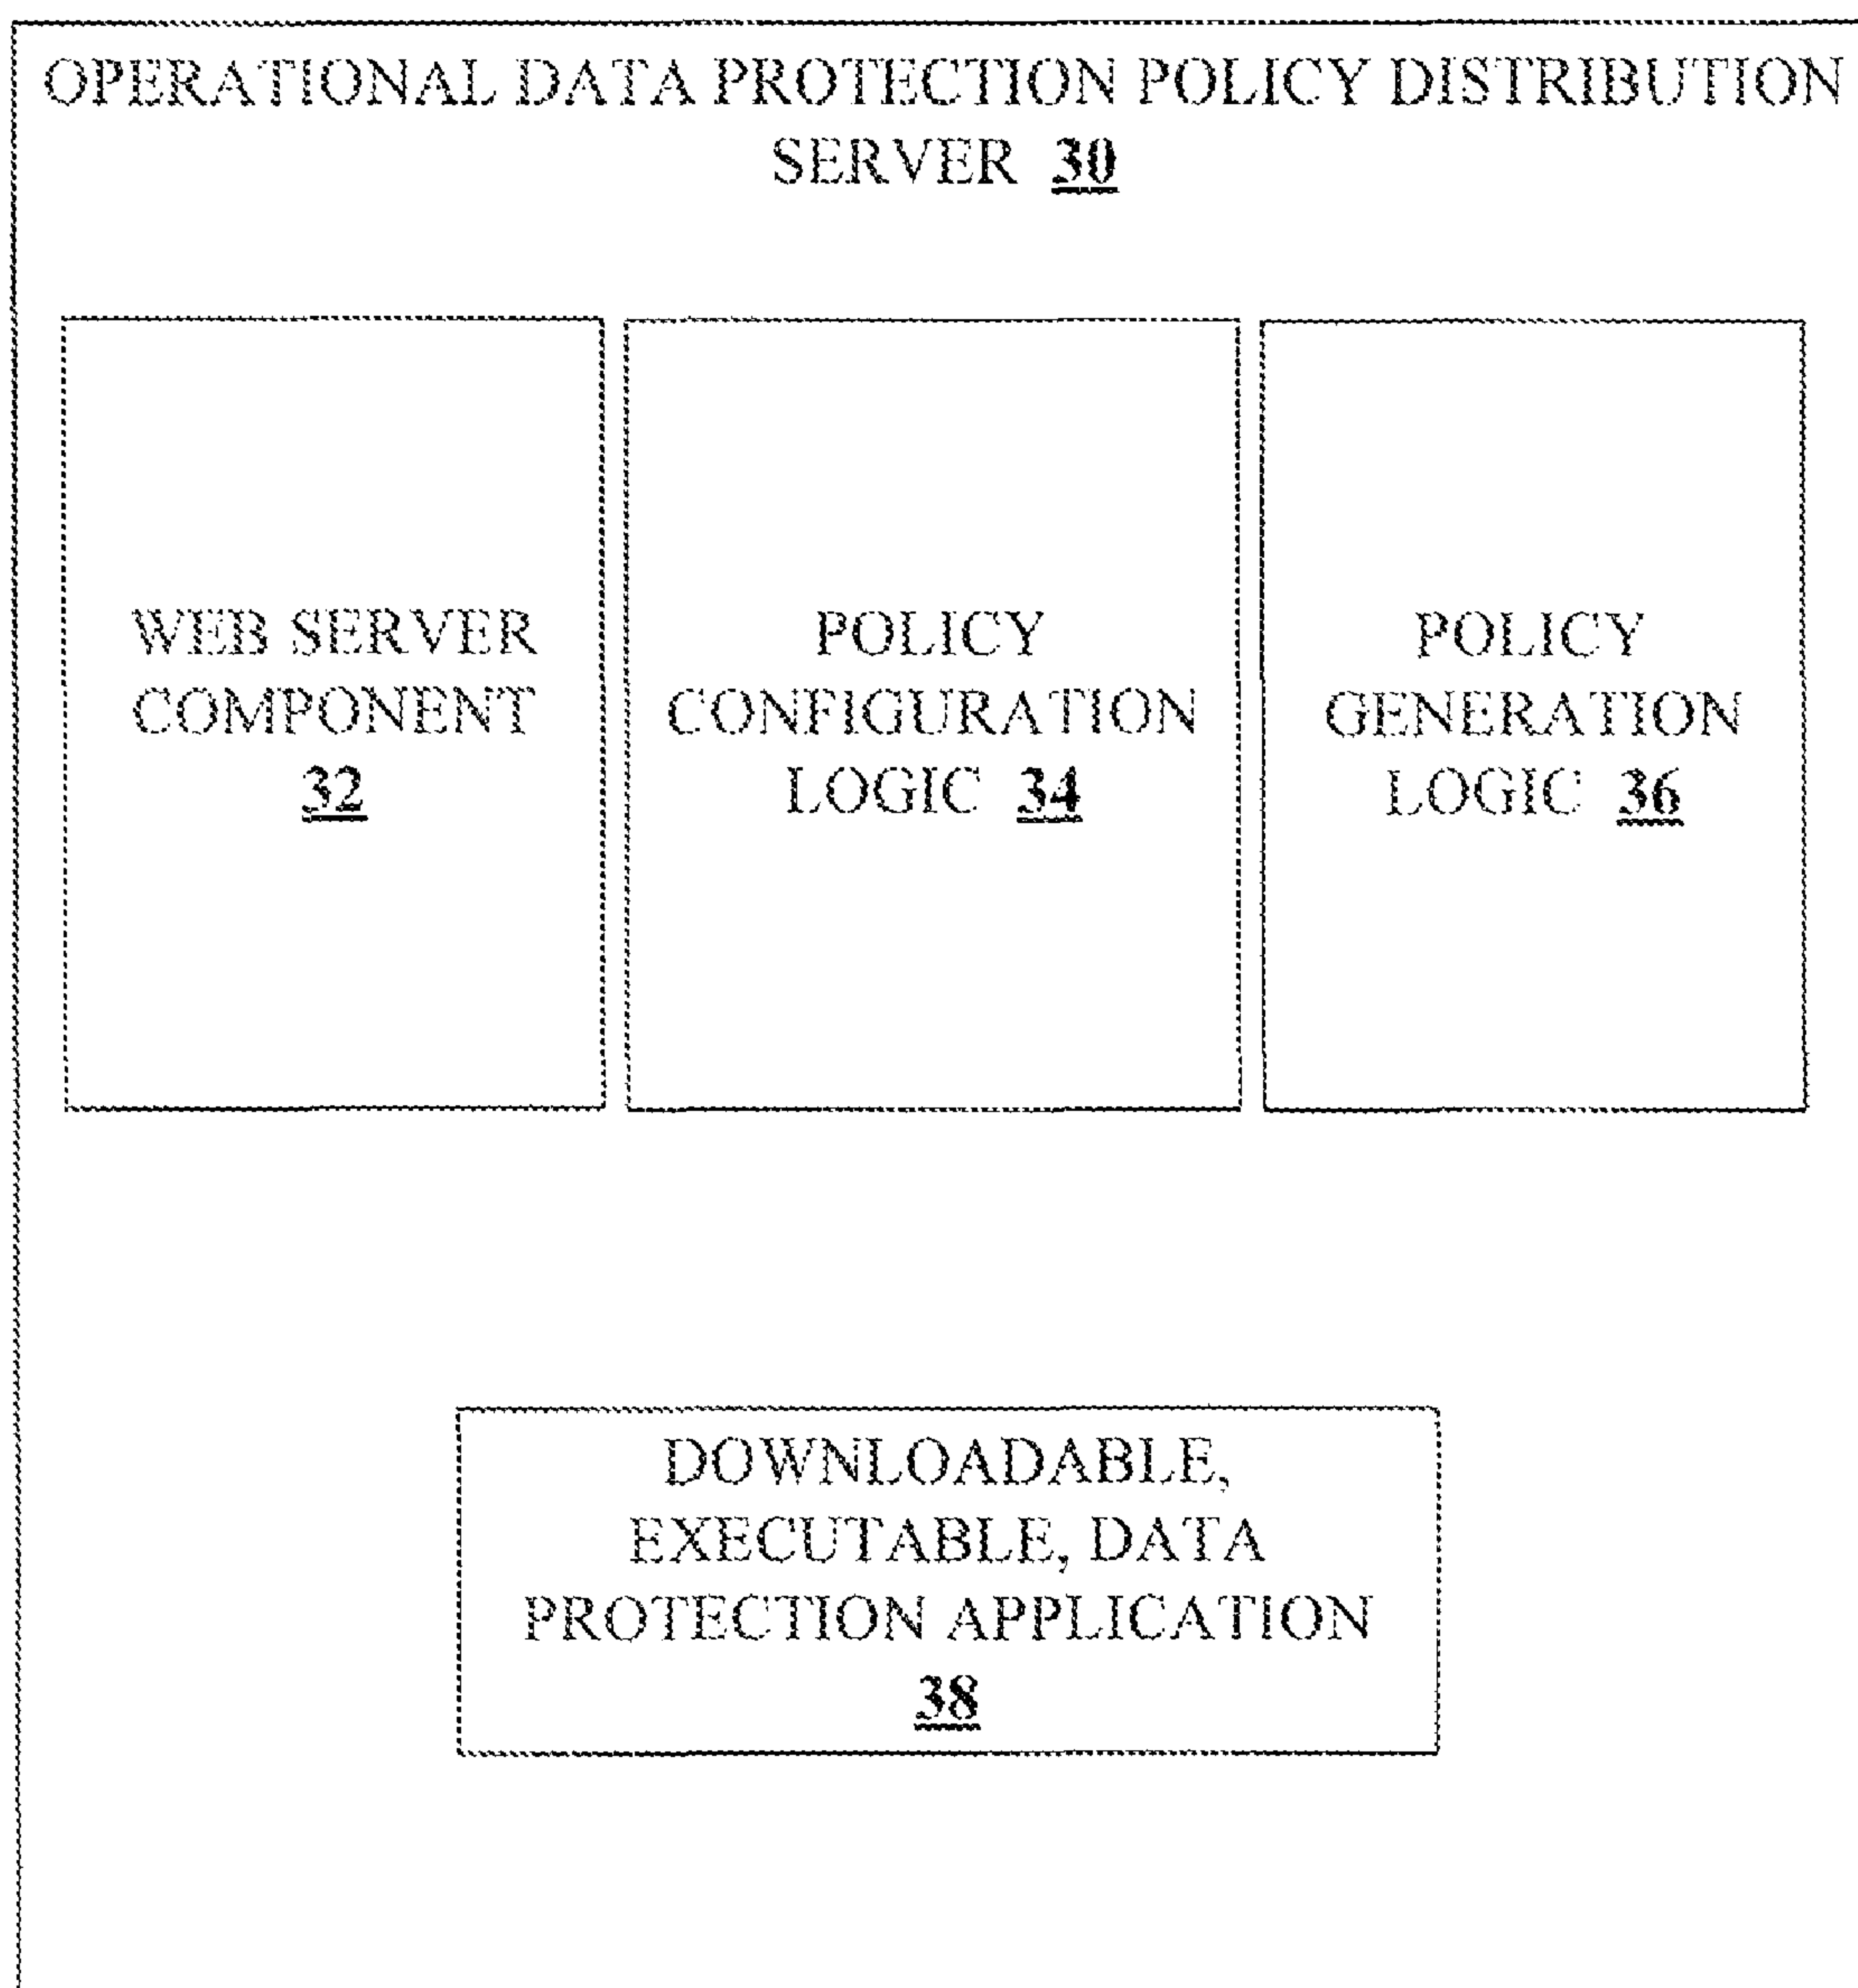 OPERATIONAL DATA PROTECTION POLICY DISTRIBUTION
SERVER 30
WEB SERVER
COMPONENT
32
POLICY
CONFIGURATION
LOGIC 34
POLICY
GENERATION
LOGIC 36
DOWNLOADABLE,
EXECUTABLE, DATA
PROTECTION APPLICATION
38